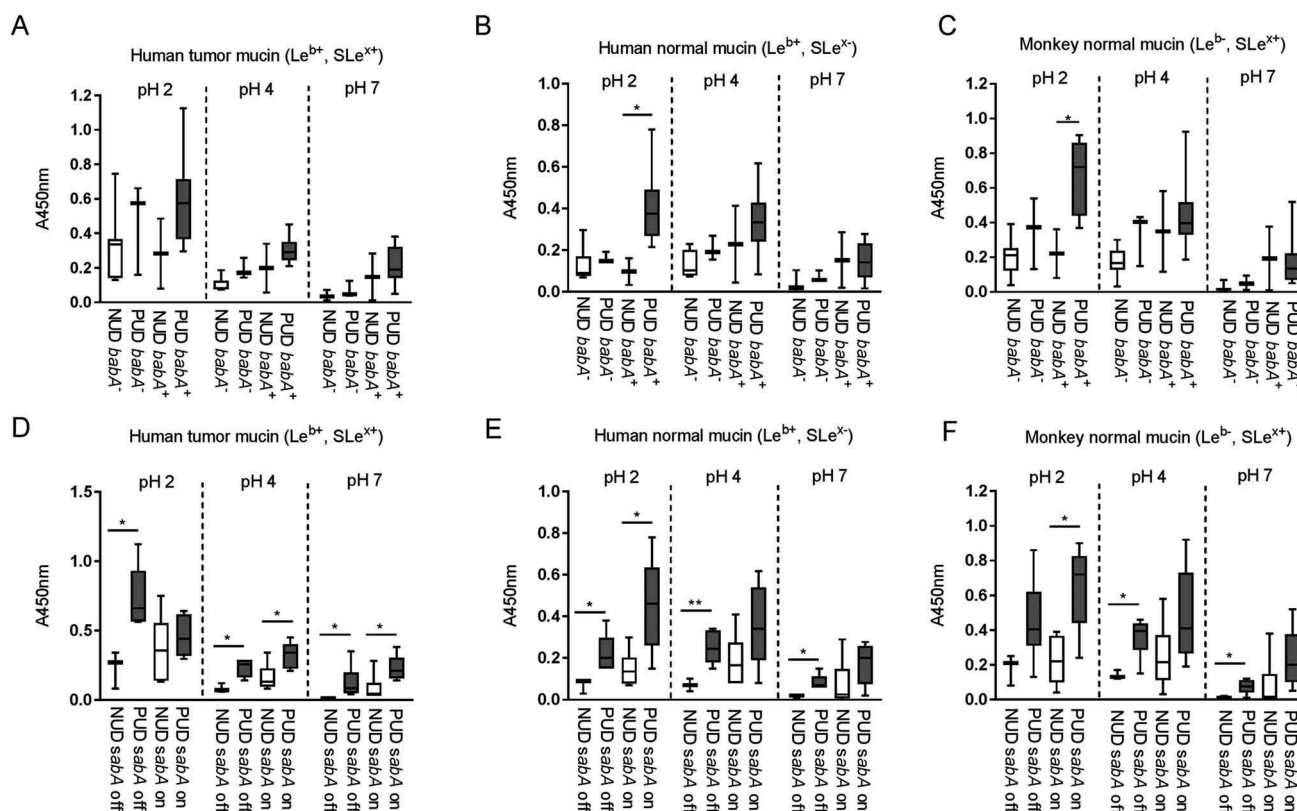 A
Human tumor mucin (Le^b+, SLe^x+)
pH 2
pH 4
pH 7
A450nm
1.2
1.0
0.8
0.6
0.4
0.2
0.0
NUD babA-
PUD babA-
NUD babA+
PUD babA+
NUD babA-
PUD babA-
NUD babA+
PUD babA+
NUD babA-
PUD babA-
NUD babA+
PUD babA+
B
Human normal mucin (Le^b+, SLe^x-)
pH 2
pH 4
pH 7
*
A450nm
1.0
0.8
0.6
0.4
0.2
0.0
NUD babA-
PUD babA-
NUD babA+
PUD babA+
NUD babA-
PUD babA-
NUD babA+
PUD babA+
NUD babA-
PUD babA-
NUD babA+
PUD babA+
C
Monkey normal mucin (Le^b-, SLe^x+)
pH 2
pH 4
pH 7
*
A450nm
1.2
1.0
0.8
0.6
0.4
0.2
0.0
NUD babA-
PUD babA-
NUD babA+
PUD babA+
NUD babA-
PUD babA-
NUD babA+
PUD babA+
NUD babA-
PUD babA-
NUD babA+
PUD babA
D
Human tumor mucin (Le^b+, SLe^x+)
pH 2
pH 4
pH 7
*
*
*
*
*
A450nm
1.5
1.0
0.5
0.0
NUD sabA off
PUD sabA off
NUD sabA on
PUD sabA on
NUD sabA off
PUD sabA off
NUD sabA on
PUD sabA on
NUD sabA off
PUD sabA off
NUD sabA on
PUD sabA on
E
Human normal mucin (Le^b+, SLe^x-)
pH 2
pH 4
pH 7
*
*
**
*
A450nm
1.0
0.8
0.6
0.4
0.2
0.0
NUD sabA off
PUD sabA off
NUD sabA on
PUD sabA on
NUD sabA off
PUD sabA off
NUD sabA on
PUD sabA on
NUD sabA off
PUD sabA off
NUD sabA on
PUD sabA on
F
Monkey normal mucin (Le^b-, SLe^x+)
pH 2
pH 4
pH 7
*
*
*
A450nm
1.2
1.0
0.8
0.6
0.4
0.2
0.0
NUD sabA off
PUD sabA off
NUD sabA on
PUD sabA on
NUD sabA off
PUD sabA off
NUD sabA on
PUD sabA on
NUD sabA off
PUD sabA off
NUD sabA on
PUD sabA on